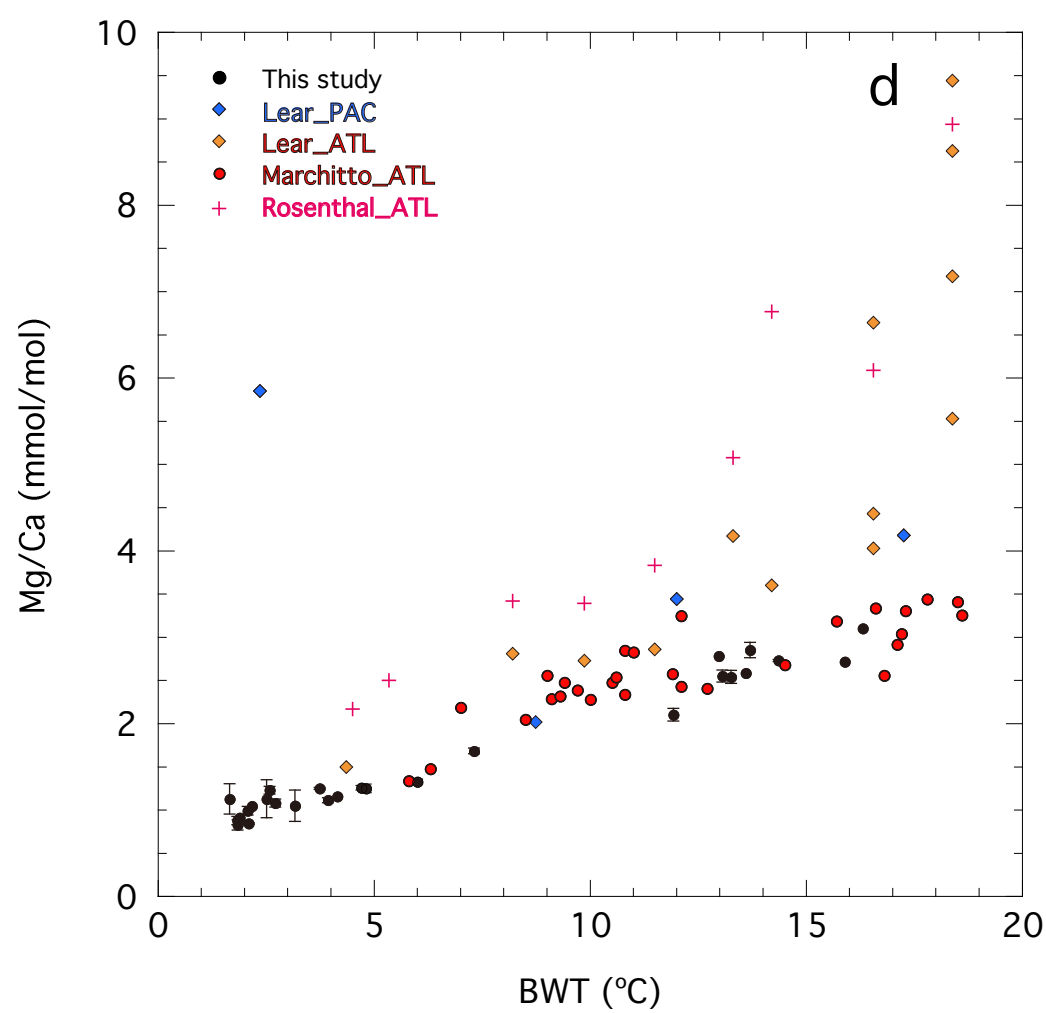 10
8
6
4
2
0
Mg/Ca (mmol/mol)
This study
Lear_PAC
Lear_ATL
Marchitto_ATL
Rosenthal_ATL
d
0 5 10 15 20
BWT (ºC)